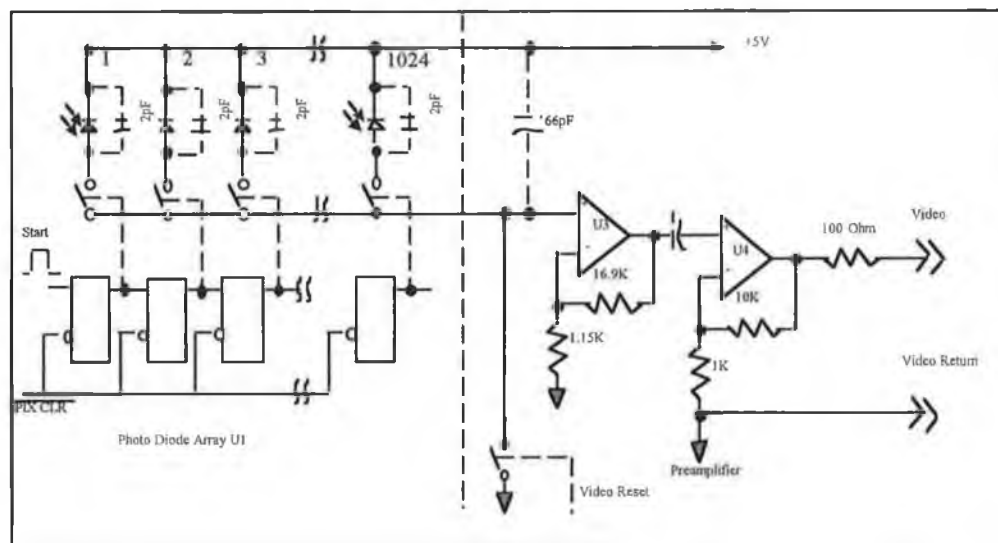 1 2 3 1024
+5V
2pF 2pF 2pF 2pF
66pF
Start
U3
U4
100 Ohm
Video
16.9K
10K
1.15K
1K
Video Return
PIX CLR
Photo Diode Array U1
Preamplifier
Video Reset